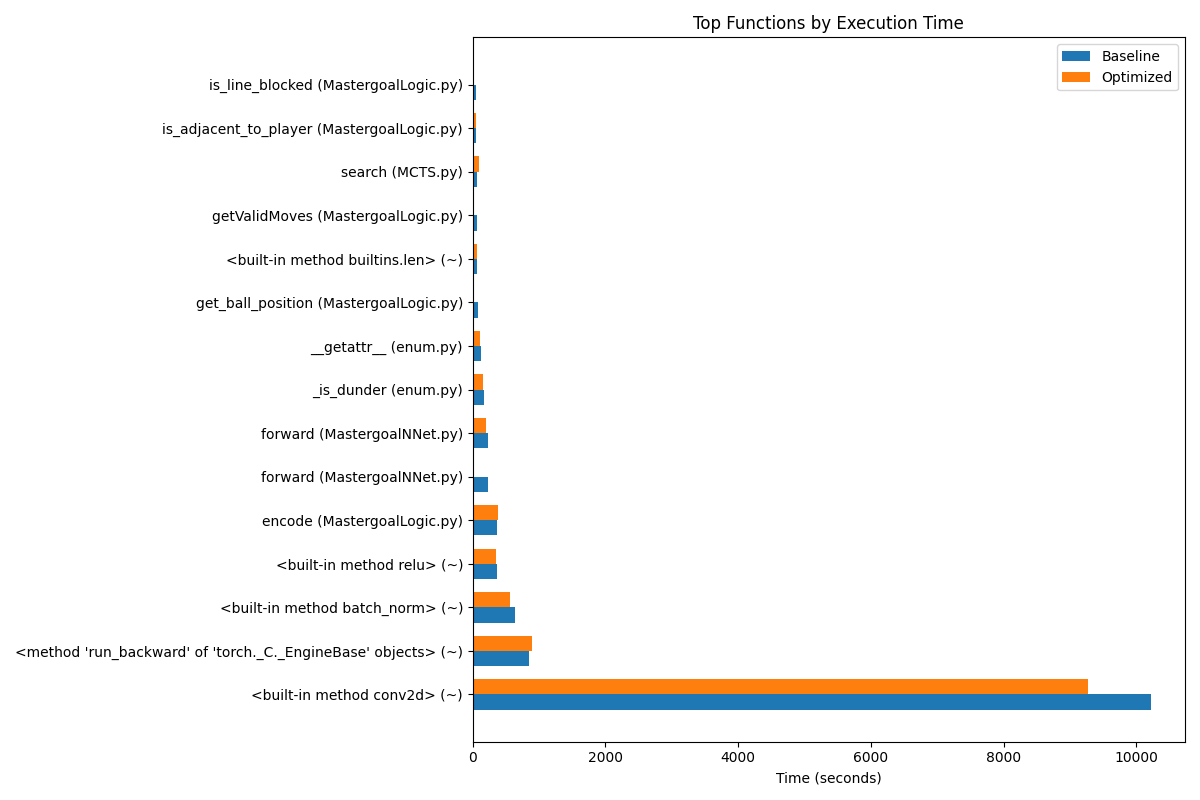 Top Functions by Execution Time
Baseline
Optimized
is_line_blocked (MastergoalLogic.py)
is_adjacent_to_player (MastergoalLogic.py)
search (MCTS.py)
getValidMoves (MastergoalLogic.py)
<built-in method builtins.len> (~)
get_ball_position (MastergoalLogic.py)
__getattr__ (enum.py)
_is_dunder (enum.py)
forward (MastergoalNNet.py)
forward (MastergoalNNet.py)
encode (MastergoalLogic.py)
<built-in method relu> (~)
<built-in method batch_norm> (~)
<method 'run_backward' of 'torch._C._EngineBase' objects> (~)
<built-in method conv2d> (~)
0 2000 4000 6000 8000 10000
Time (seconds)